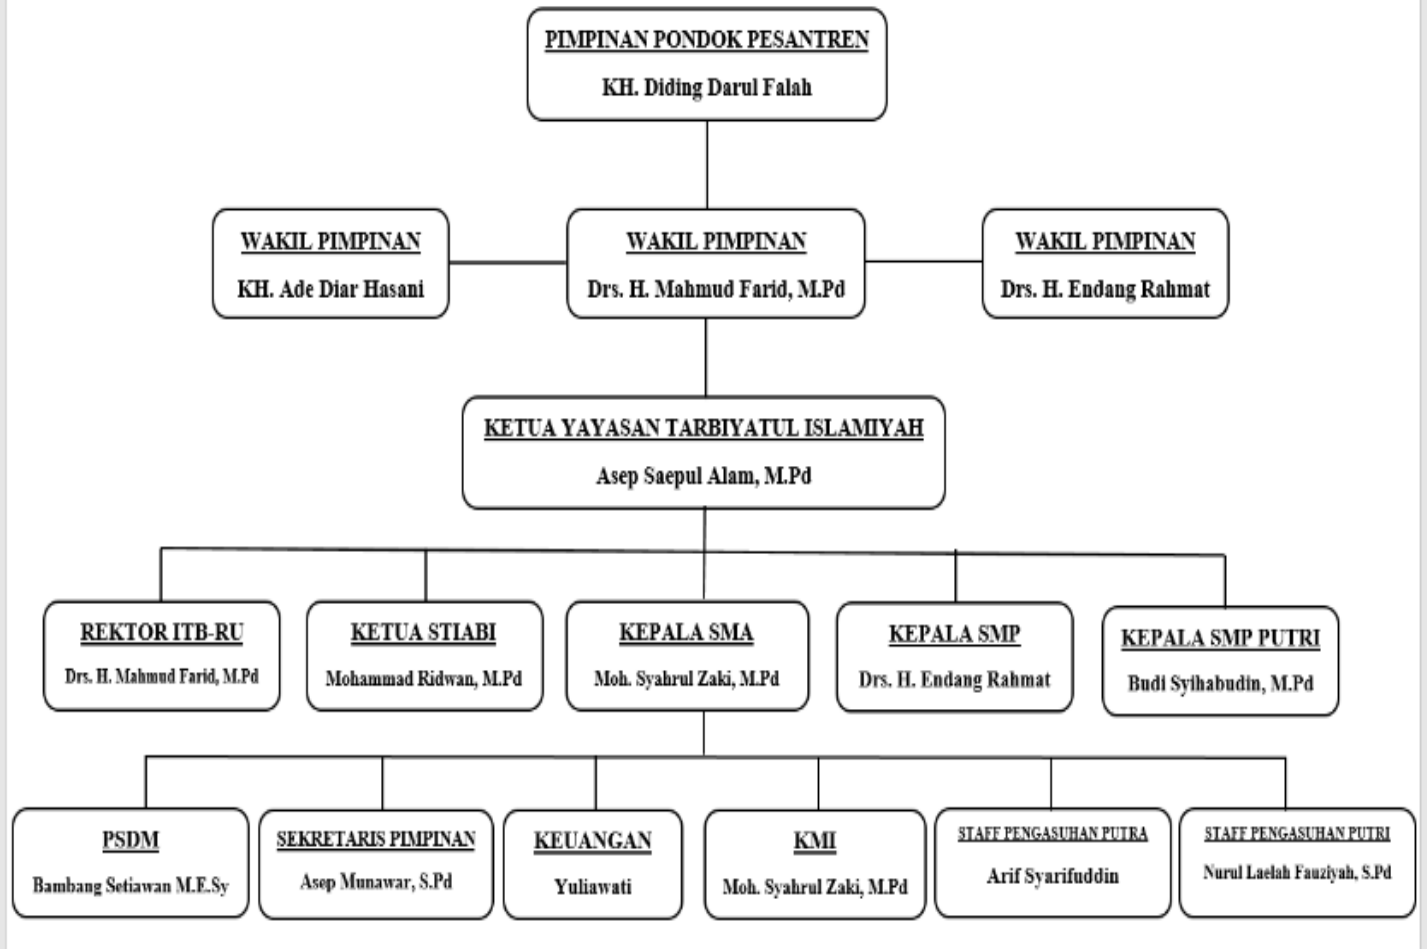 PIMPINAN PONDOK PESANTREN
KH. Diding Darul Falah
WAKIL PIMPINAN
KH. Ade Diar Hasani
WAKIL PIMPINAN
Drs. H. Mahmud Farid, M.Pd
WAKIL PIMPINAN
Drs. H. Endang Rahmat
KETUA YAYASAN TARBIYATUL ISLAMIYAH
Asep Saepul Alam, M.Pd
REKTOR ITB-RU
Drs. H. Mahmud Farid, M.Pd
KETUA STIABI
Mohammad Ridwan, M.Pd
KEPALA SMA
Moh. Syahrul Zaki, M.Pd
KEPALA SMP
Drs. H. Endang Rahmat
KEPALA SMP PUTRI
Budi Syihabudin, M.Pd
PSDM
Bambang Setiawan M.E.Sy
SEKRETARIS PIMPINAN
Asep Munawar, S.Pd
KEUANGAN
Yuliawati
KMI
Moh. Syahrul Zaki, M.Pd
STAFF PENGASUHAN PUTRA
Arif Syarifuddin
STAFF PENGASUHAN PUTRI
Nurul Laelah Fauziyah, S.Pd